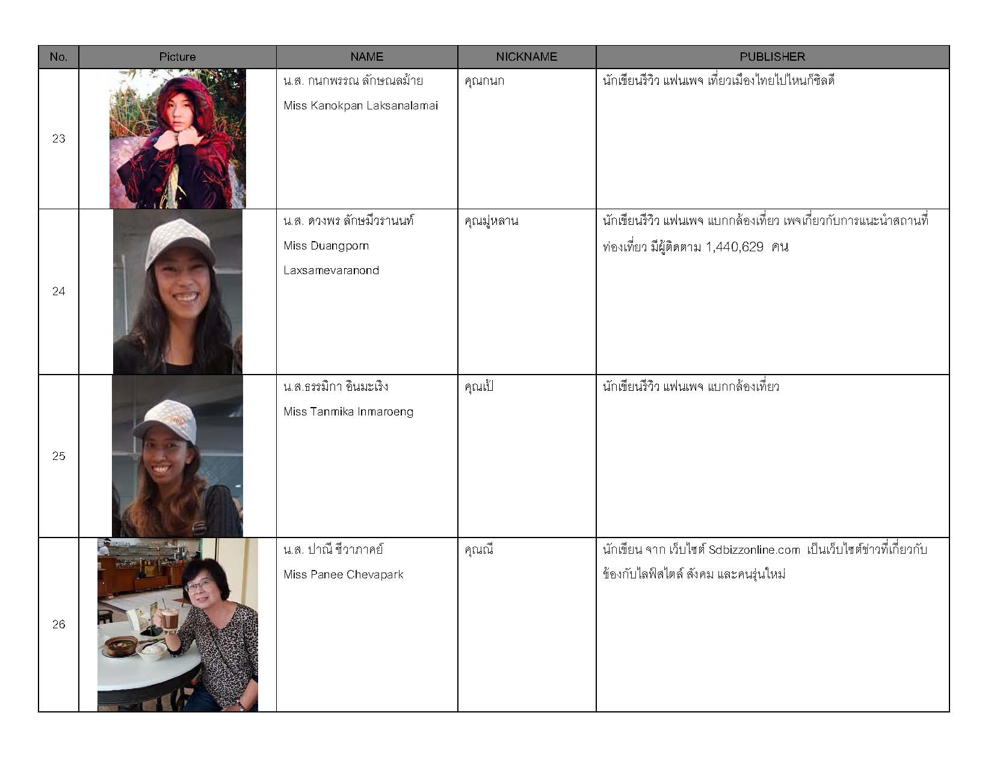 No. Picture NAME NICKNAME PUBLISHER
23
น.ส. กนกพรรณ ลักษณลม้าย
Miss Kanokpan Laksanalamai
คุณกนก
นักเขียนรีวิว แฟนเพจ เที่ยวเมืองไทยไปไหนก็ชิลดี
24
น.ส. ดวงพร ลักษมีวรานนท์
Miss Duangporn
Laxsamevaranond
คุณมู่หลาน
นักเขียนรีวิว แฟนเพจ แบกกล้องเที่ยว เพจเกี่ยวกับการแนะนำสถานที่
ท่องเที่ยว มีผู้ติดตาม 1,440,629 คน
25
น.ส.ธรรมิกา อินมะเริง
Miss Tanmika Inmaroeng
คุณเป้
นักเขียนรีวิว แฟนเพจ แบกกล้องเที่ยว
26
น.ส. ปาณี ชีวาภาคย์
Miss Panee Chevapark
คุณณี
นักเขียน จาก เว็บไซต์ Sdbizzonline.com เป็นเว็บไซต์ข่าวที่เกี่ยวกับ
ข้องกับไลฟ์สไตล์ สังคม และคนรุ่นใหม่